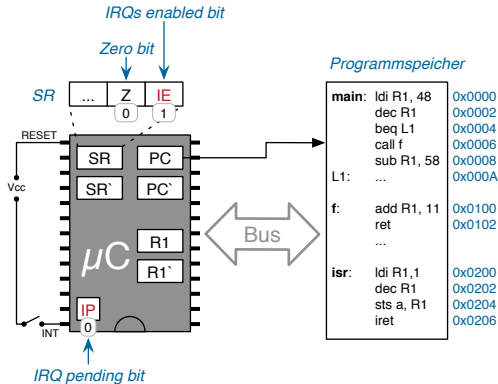 IRQs enabled bit
Zero bit
SR ... Z IE
0 1
Programmspeicher
main: ldi R1, 48 0x0000
dec R1 0x0002
beq L1 0x0004
call f 0x0006
sub R1, 58 0x0008
L1: ... 0x000A
f: add R1, 11 0x0100
ret 0x0102
...
isr: ldi R1,1 0x0200
dec R1 0x0202
sts a, R1 0x0204
iret 0x0206
RESET
Vcc
INT
SR PC
SR` PC`
µC
R1
R1`
IP
0
Bus
IRQ pending bit